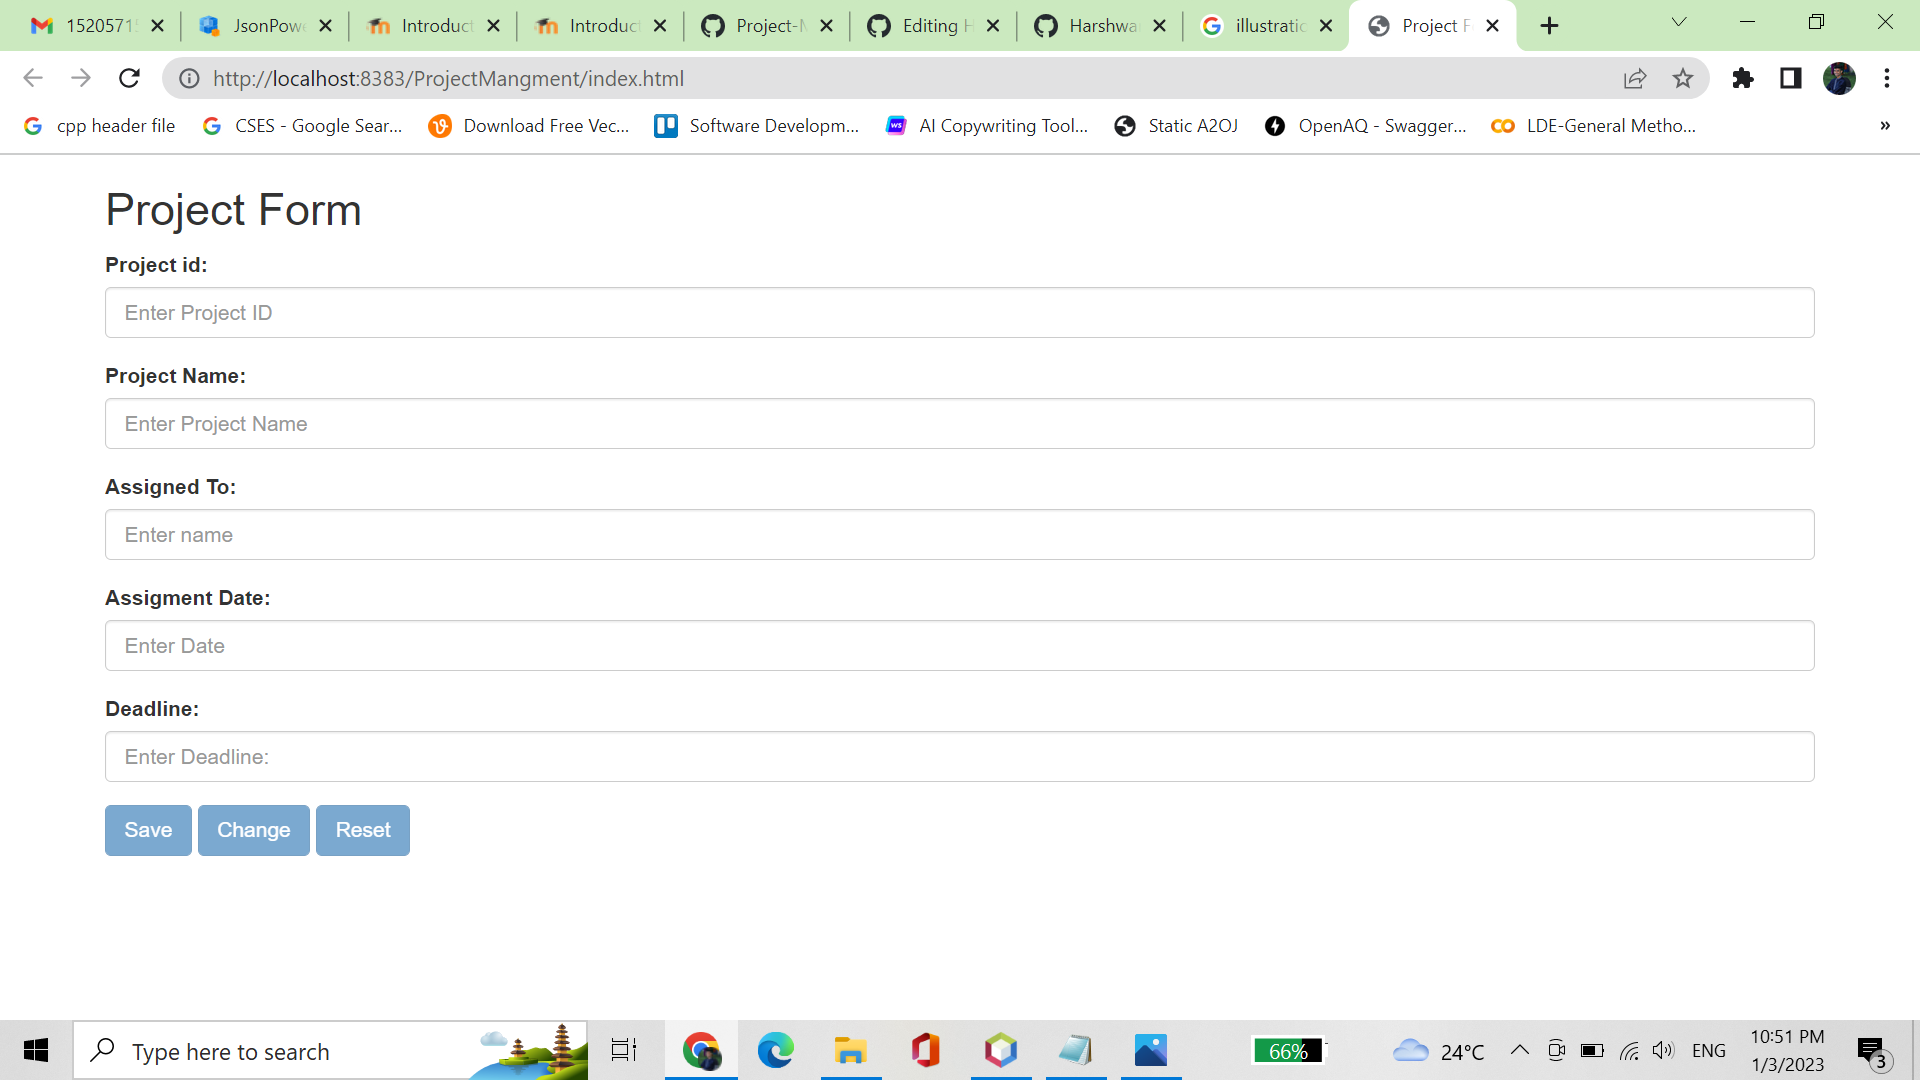 1520571
JsonPow
Introduct
Introduc
Project-M
Editing H
Harshwa
illustratio
Project F
http://localhost:8383/ProjectMangment/index.html
cpp header file
CSES - Google Sear...
Download Free Vec...
Software Developm...
AI Copywriting Tool...
Static A2OJ
OpenAQ - Swagger...
LDE-General Metho...
»
Project Form
Project id:
Enter Project ID
Project Name:
Enter Project Name
Assigned To:
Enter name
Assigment Date:
Enter Date
Deadline:
Enter Deadline:
Save Change Reset
Type here to search
66%
24°C
ENG
10:51 PM
1/3/2023
3